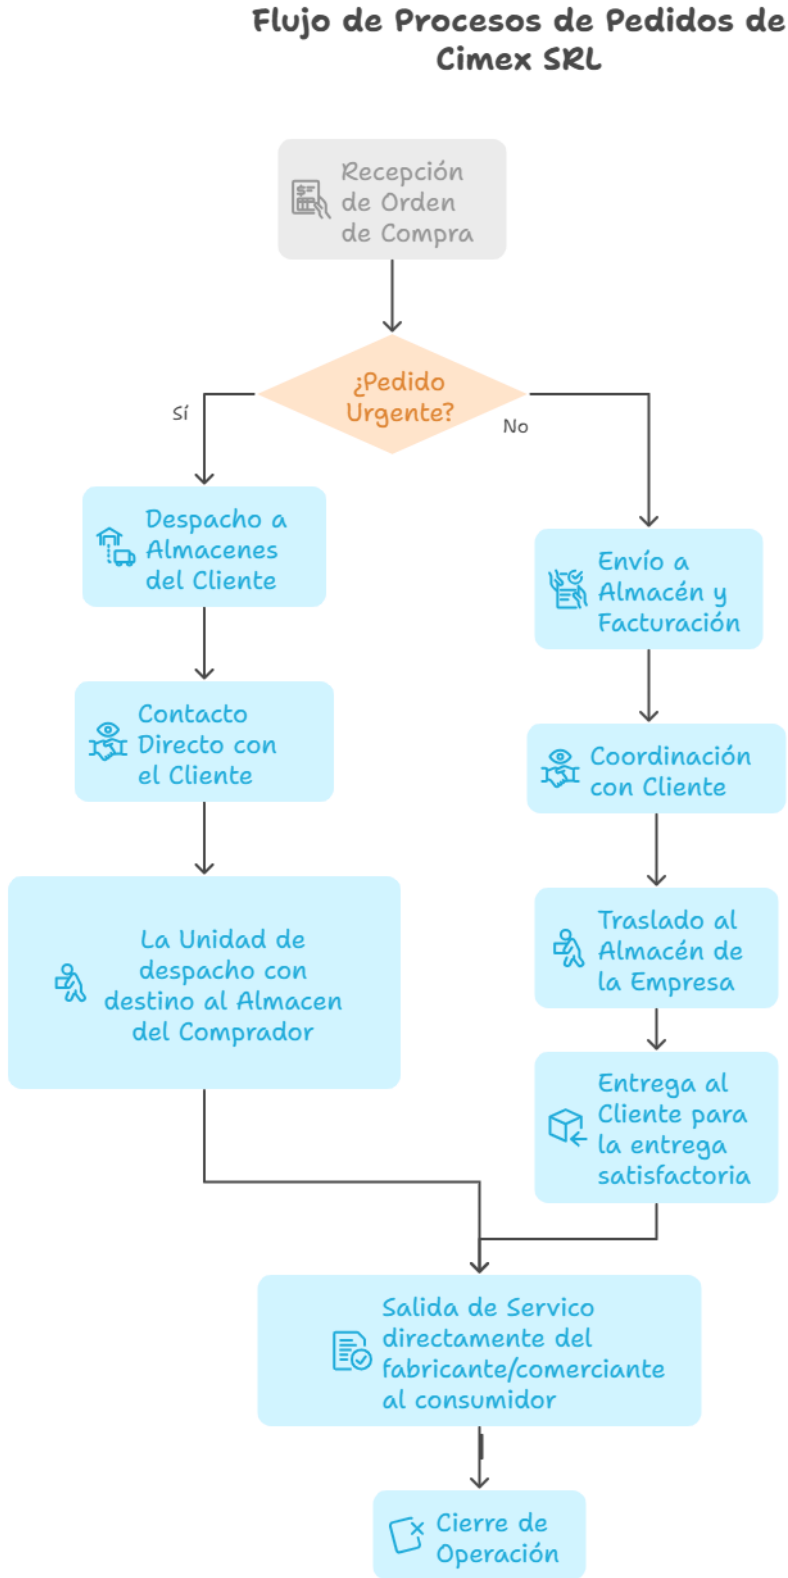 Flujo de Procesos de Pedidos de
Cimex SRL
Recepción
de Orden
de Compra
¿Pedido
Urgente?
Sí
No
Despacho a
Almacenes
del Cliente
Envío a
Almacén y
Facturación
Contacto
Directo con
el Cliente
Coordinación
con Cliente
La Unidad de
despacho con
destino al Almacen
del Comprador
Traslado al
Almacén de
la Empresa
Entrega al
Cliente para
la entrega
satisfactoria
Salida de Servico
directamente del
fabricante/comerciante
al consumidor
Cierre de
Operación